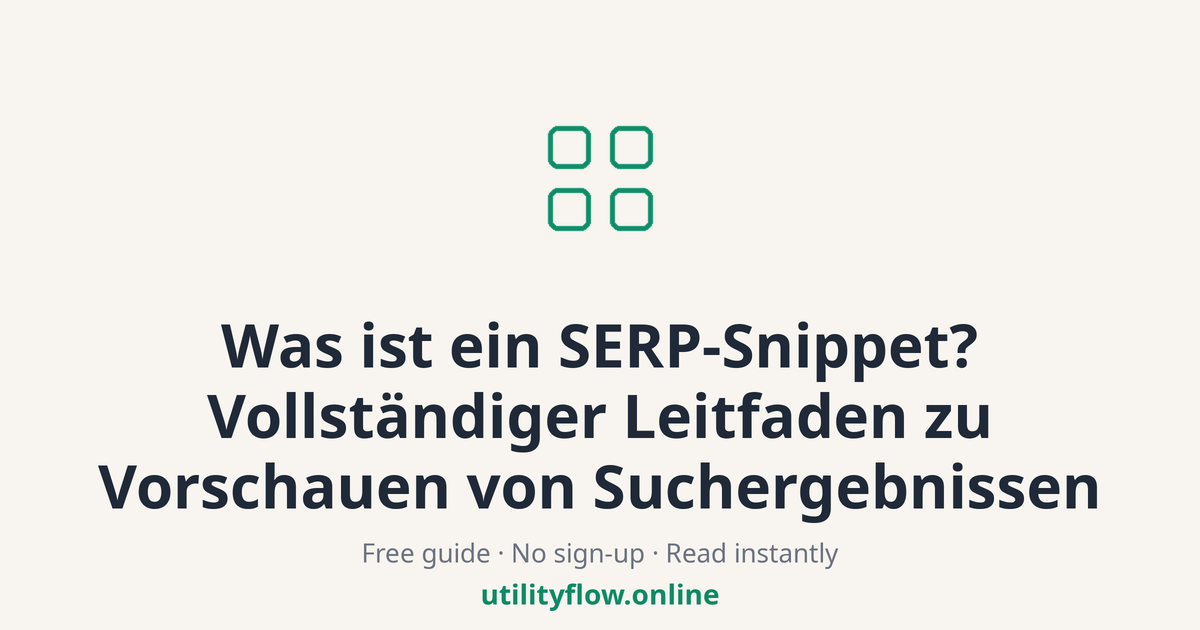 Was ist ein SERP-Snippet?
Vollständiger Leitfaden zu
Vorschauen von Suchergebnissen
Free guide · No sign-up · Read instantly
utilityflow.online